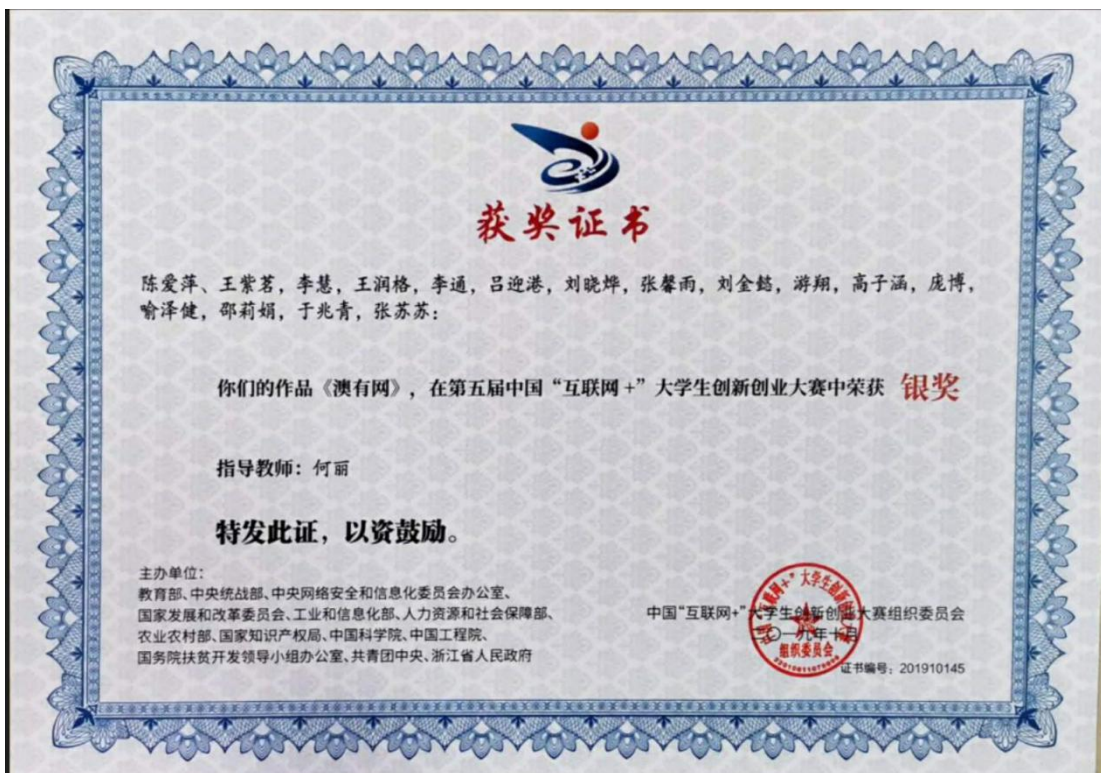 获奖证书
陈爱萍、王紫茗，李慧，王润格，李通，吕迎港，刘晓烨，张馨雨，刘金懿，游翔，高子涵，庞博，
喻泽健，邵莉娟，于兆青，张苏苏：
你们的作品《澳有网》，在第五届中国“互联网+”大学生创新创业大赛中荣获 银奖
指导教师：何丽
特发此证，以资鼓励。
主办单位：
教育部、中央统战部、中央网络安全和信息化委员会办公室、
国家发展和改革委员会、工业和信息化部、人力资源和社会保障部、
农业农村部、国家知识产权局、中国科学院、中国工程院、
国务院扶贫开发领导小组办公室、共青团中央、浙江省人民政府
中国“互联网+”大学生创新创业大赛组织委员会
二〇一九年十月
组织委员会
证书编号：201910145